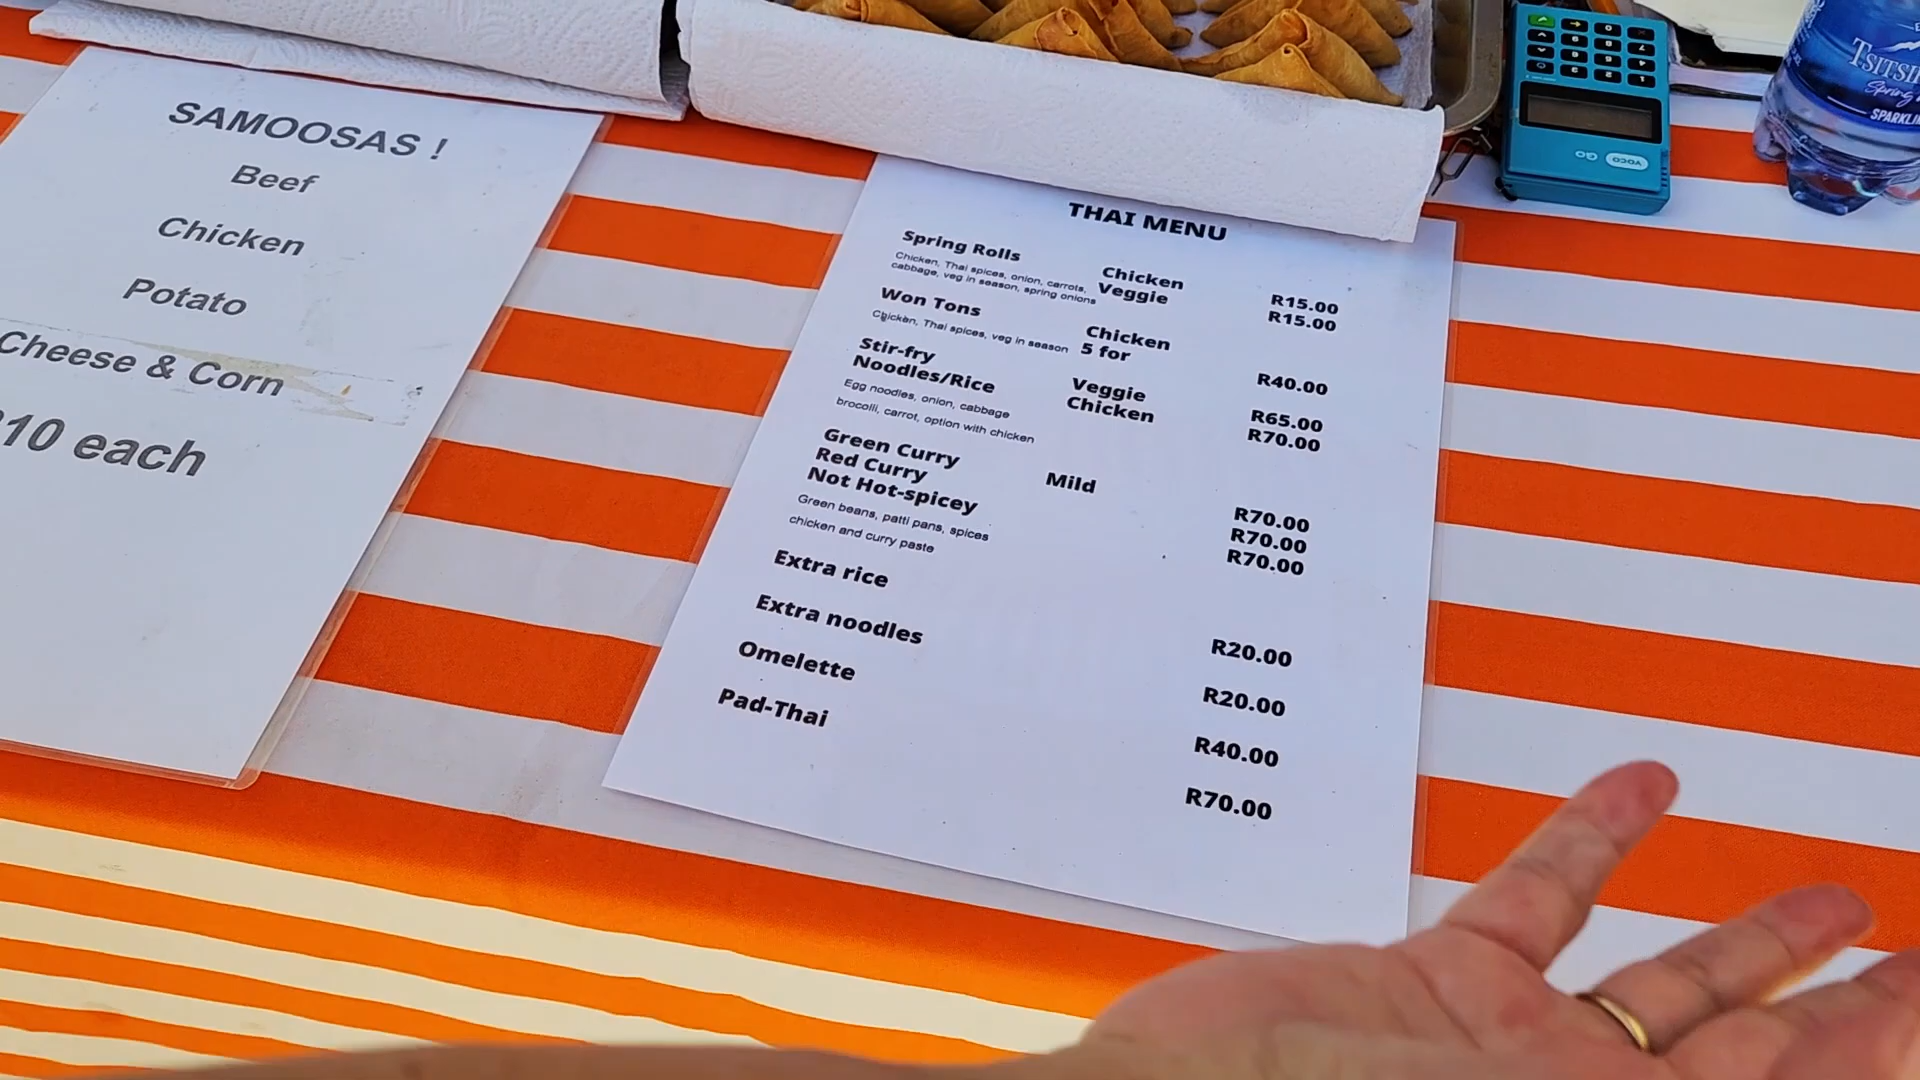 SAMOOSAS !
Beef
Chicken
Potato
Cheese & Corn
10 each
THAI MENU
Spring Rolls
Chicken, Thai spices, onion, carrots,
cabbage, veg in season, spring onions
Chicken R15.00
Veggie R15.00
Won Tons
Chicken, Thai spices, veg in season
Chicken
5 for R40.00
Stir-fry
Noodles/Rice
Egg noodles, onion, cabbage
brocolli, carrot, option with chicken
Veggie R65.00
Chicken R70.00
Green Curry R70.00
Red Curry Mild R70.00
Not Hot-spicey R70.00
Green beans, patti pans, spices
chicken and curry paste
Extra rice R20.00
Extra noodles R20.00
Omelette R40.00
Pad-Thai R70.00
YOCO GO
Spring